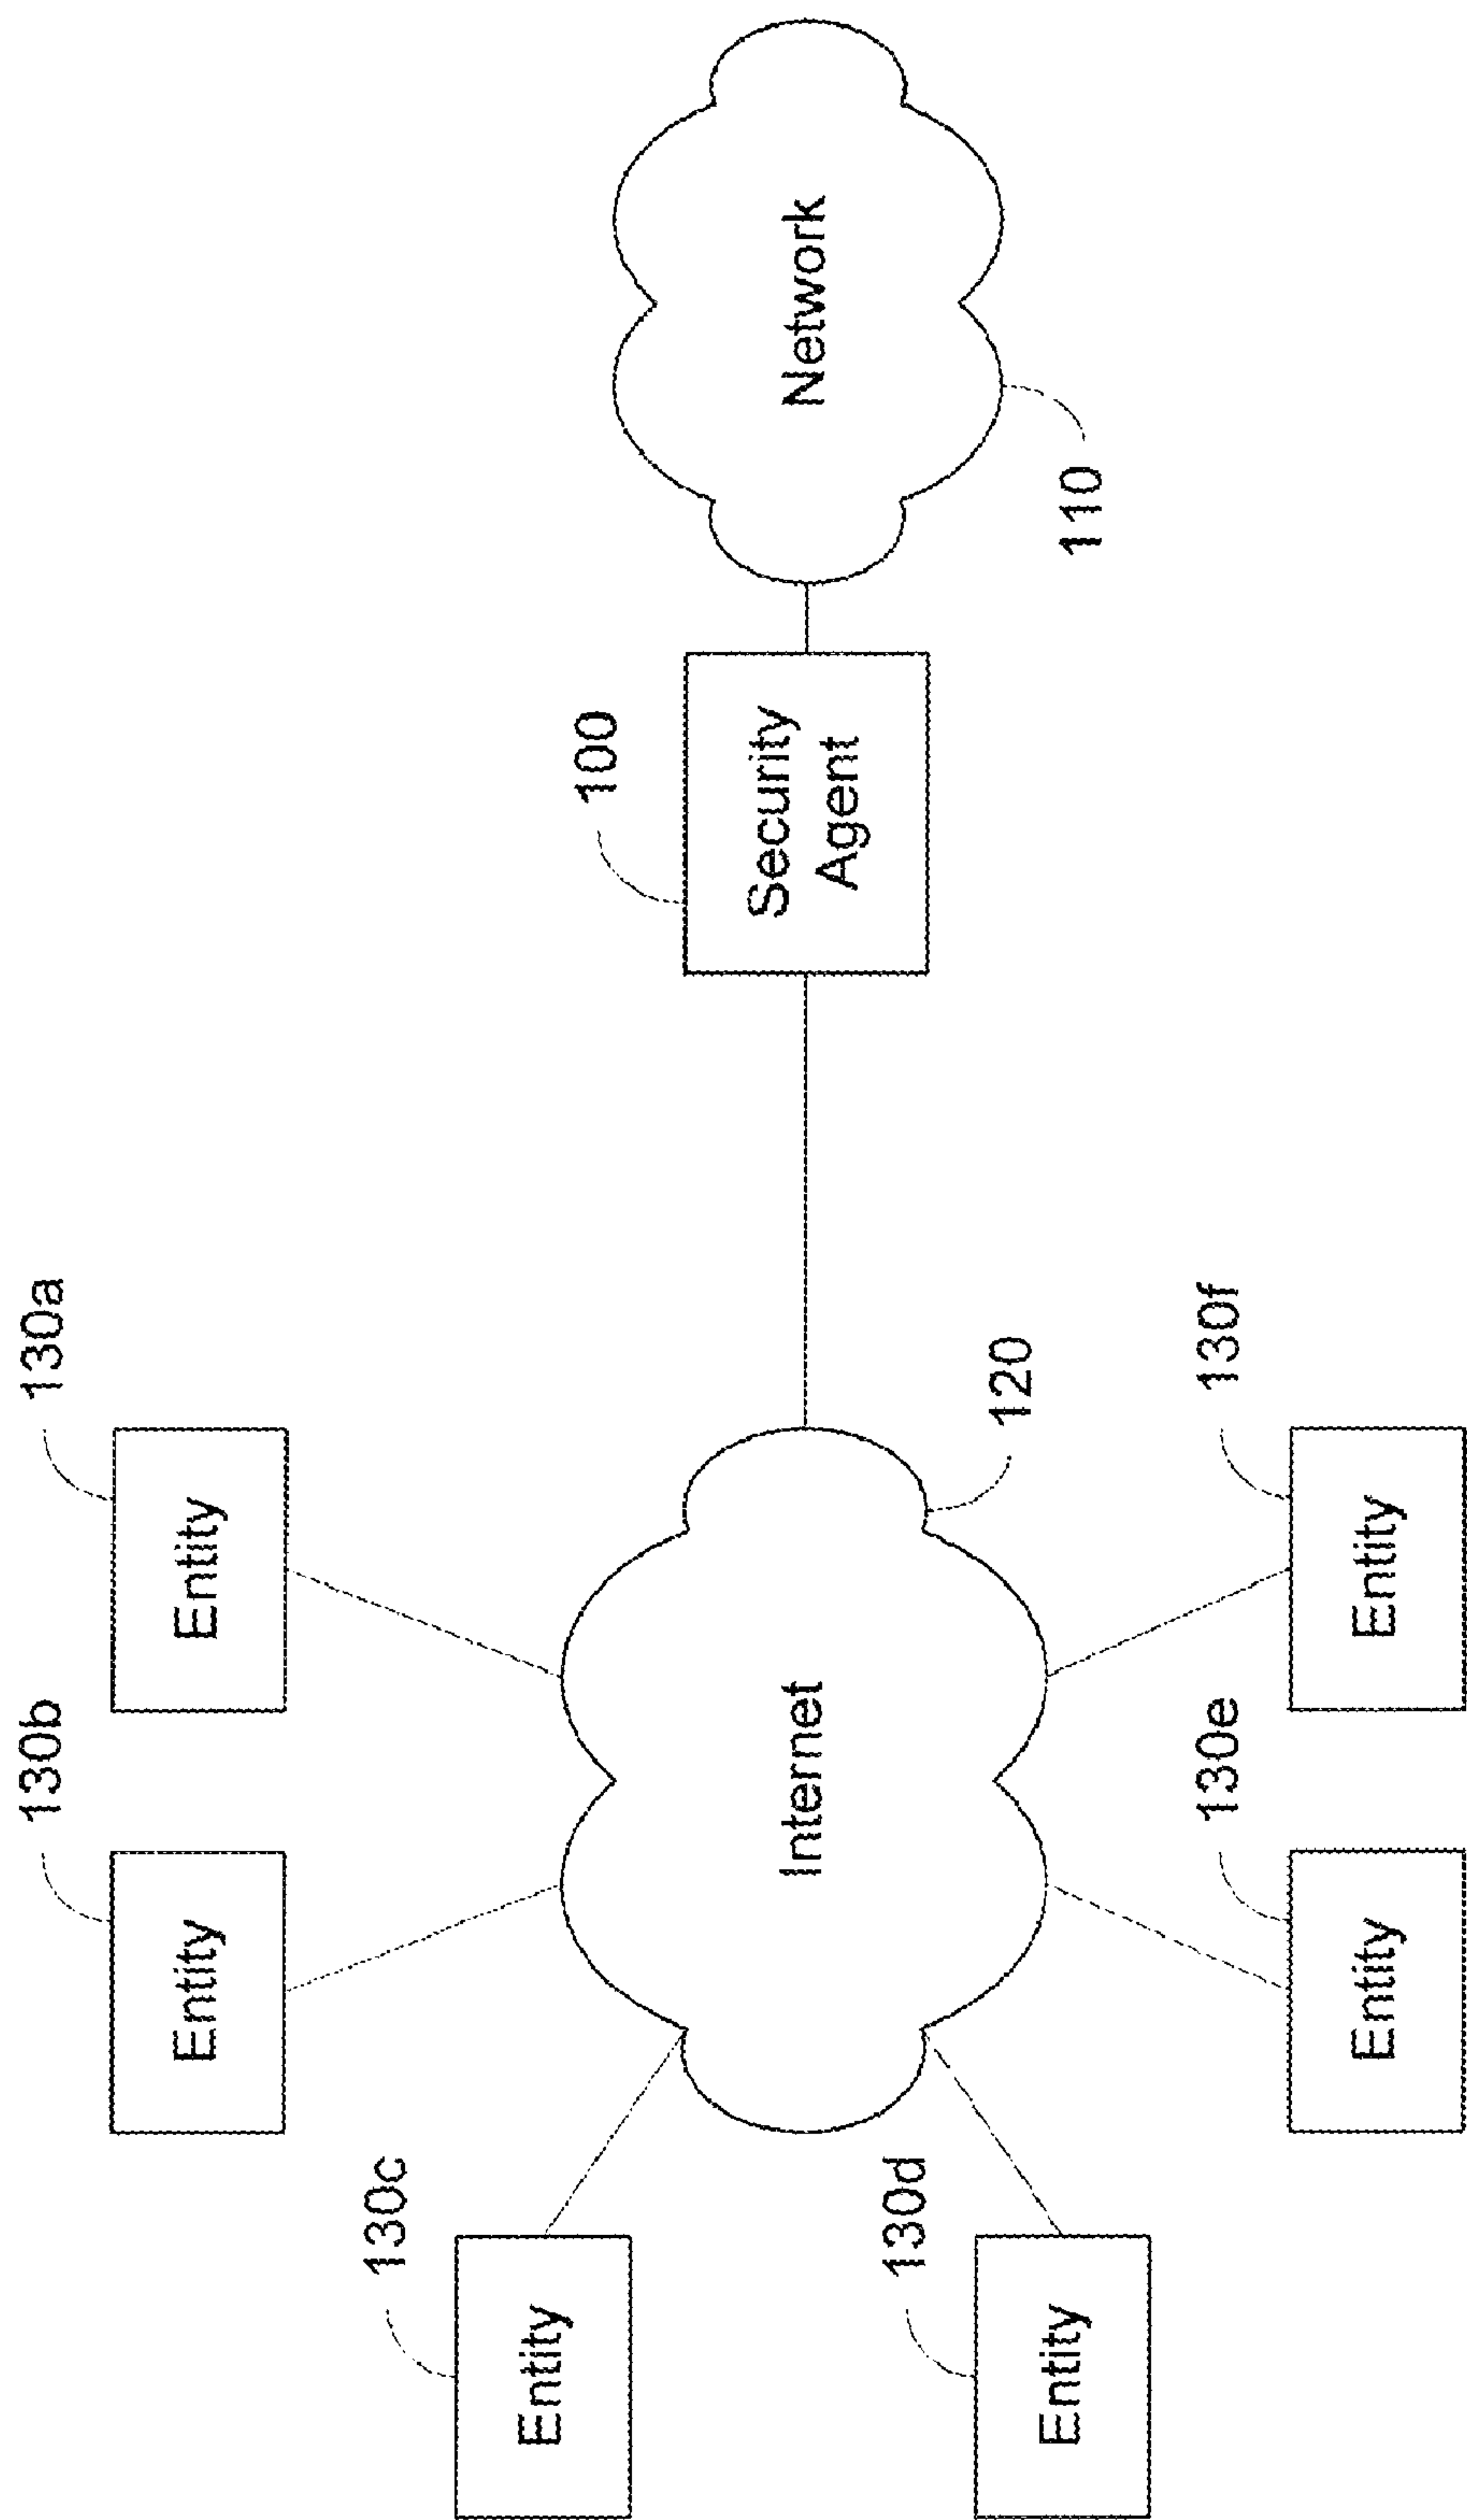 130b
Entity
130a
Entity
130c
Entity
Internet
120
100
Security
Agent
Network
110
130d
Entity
130e
Entity
130f
Entity